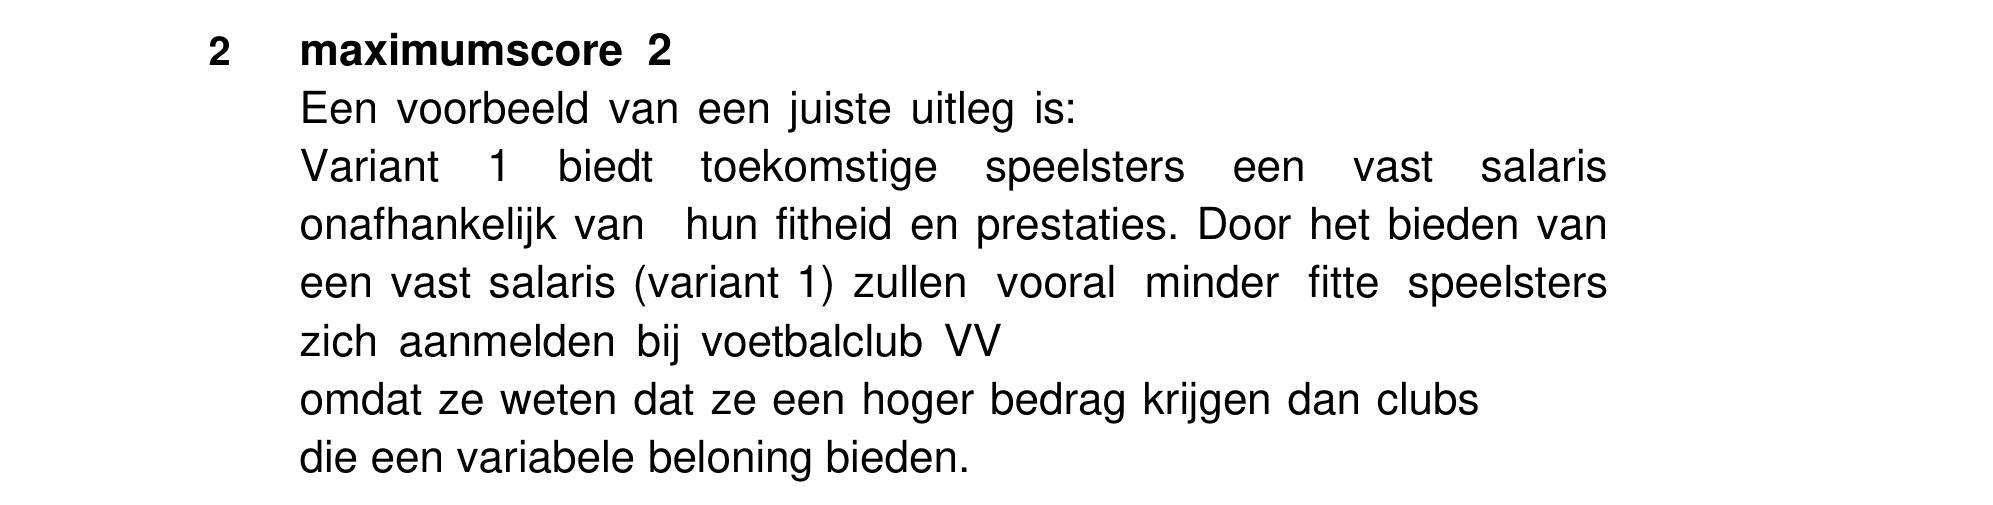 2 maximumscore 2
Een voorbeeld van een juiste uitleg is:
Variant 1 biedt toekomstige speelsters een vast salaris
onafhankelijk van hun fitheid en prestaties. Door het bieden van
een vast salaris (variant 1) zullen vooral minder fitte speelsters
zich aanmelden bij voetbalclub VV
omdat ze weten dat ze een hoger bedrag krijgen dan clubs
die een variabele beloning bieden.